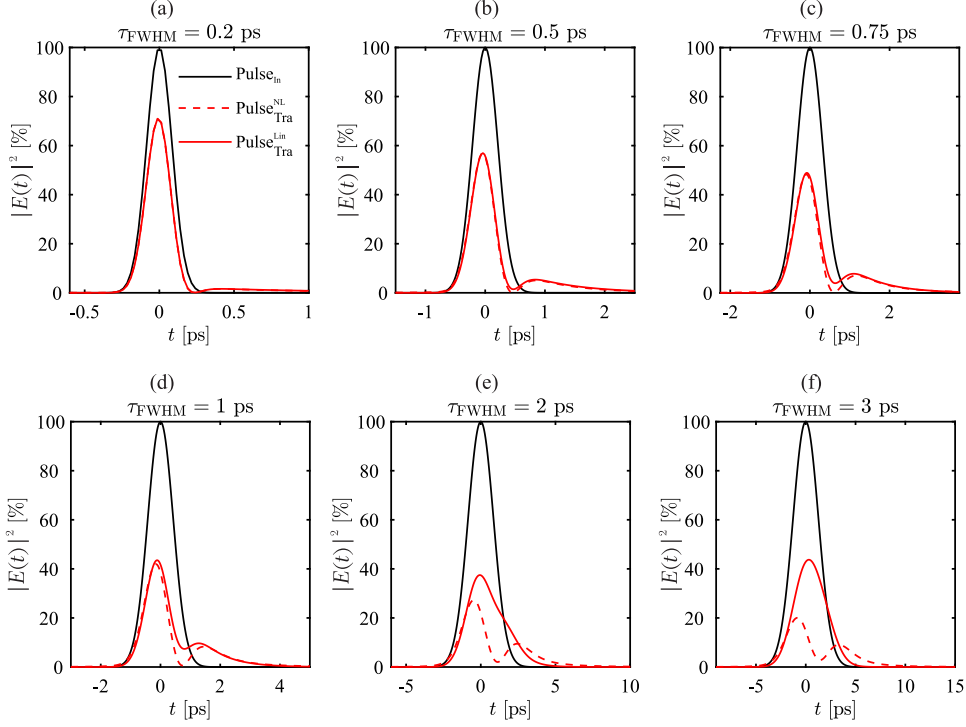 (a)
τFWHM = 0.2 ps
100
80
60
40
20
0
|E(t)|² [%]
PulseIn
Pulse^NL_Tra
Pulse^Lin_Tra
-0.5
0
0.5
1
t [ps]
(b)
τFWHM = 0.5 ps
100
80
60
40
20
0
|E(t)|² [%]
-1
0
1
2
t [ps]
(c)
τFWHM = 0.75 ps
100
80
60
40
20
0
|E(t)|² [%]
-2
0
2
t [ps]
(d)
τFWHM = 1 ps
100
80
60
40
20
0
|E(t)|² [%]
-2
0
2
4
t [ps]
(e)
τFWHM = 2 ps
100
80
60
40
20
0
|E(t)|² [%]
-5
0
5
10
t [ps]
(f)
τFWHM = 3 ps
100
80
60
40
20
0
|E(t)|² [%]
-5
0
5
10
15
t [ps]